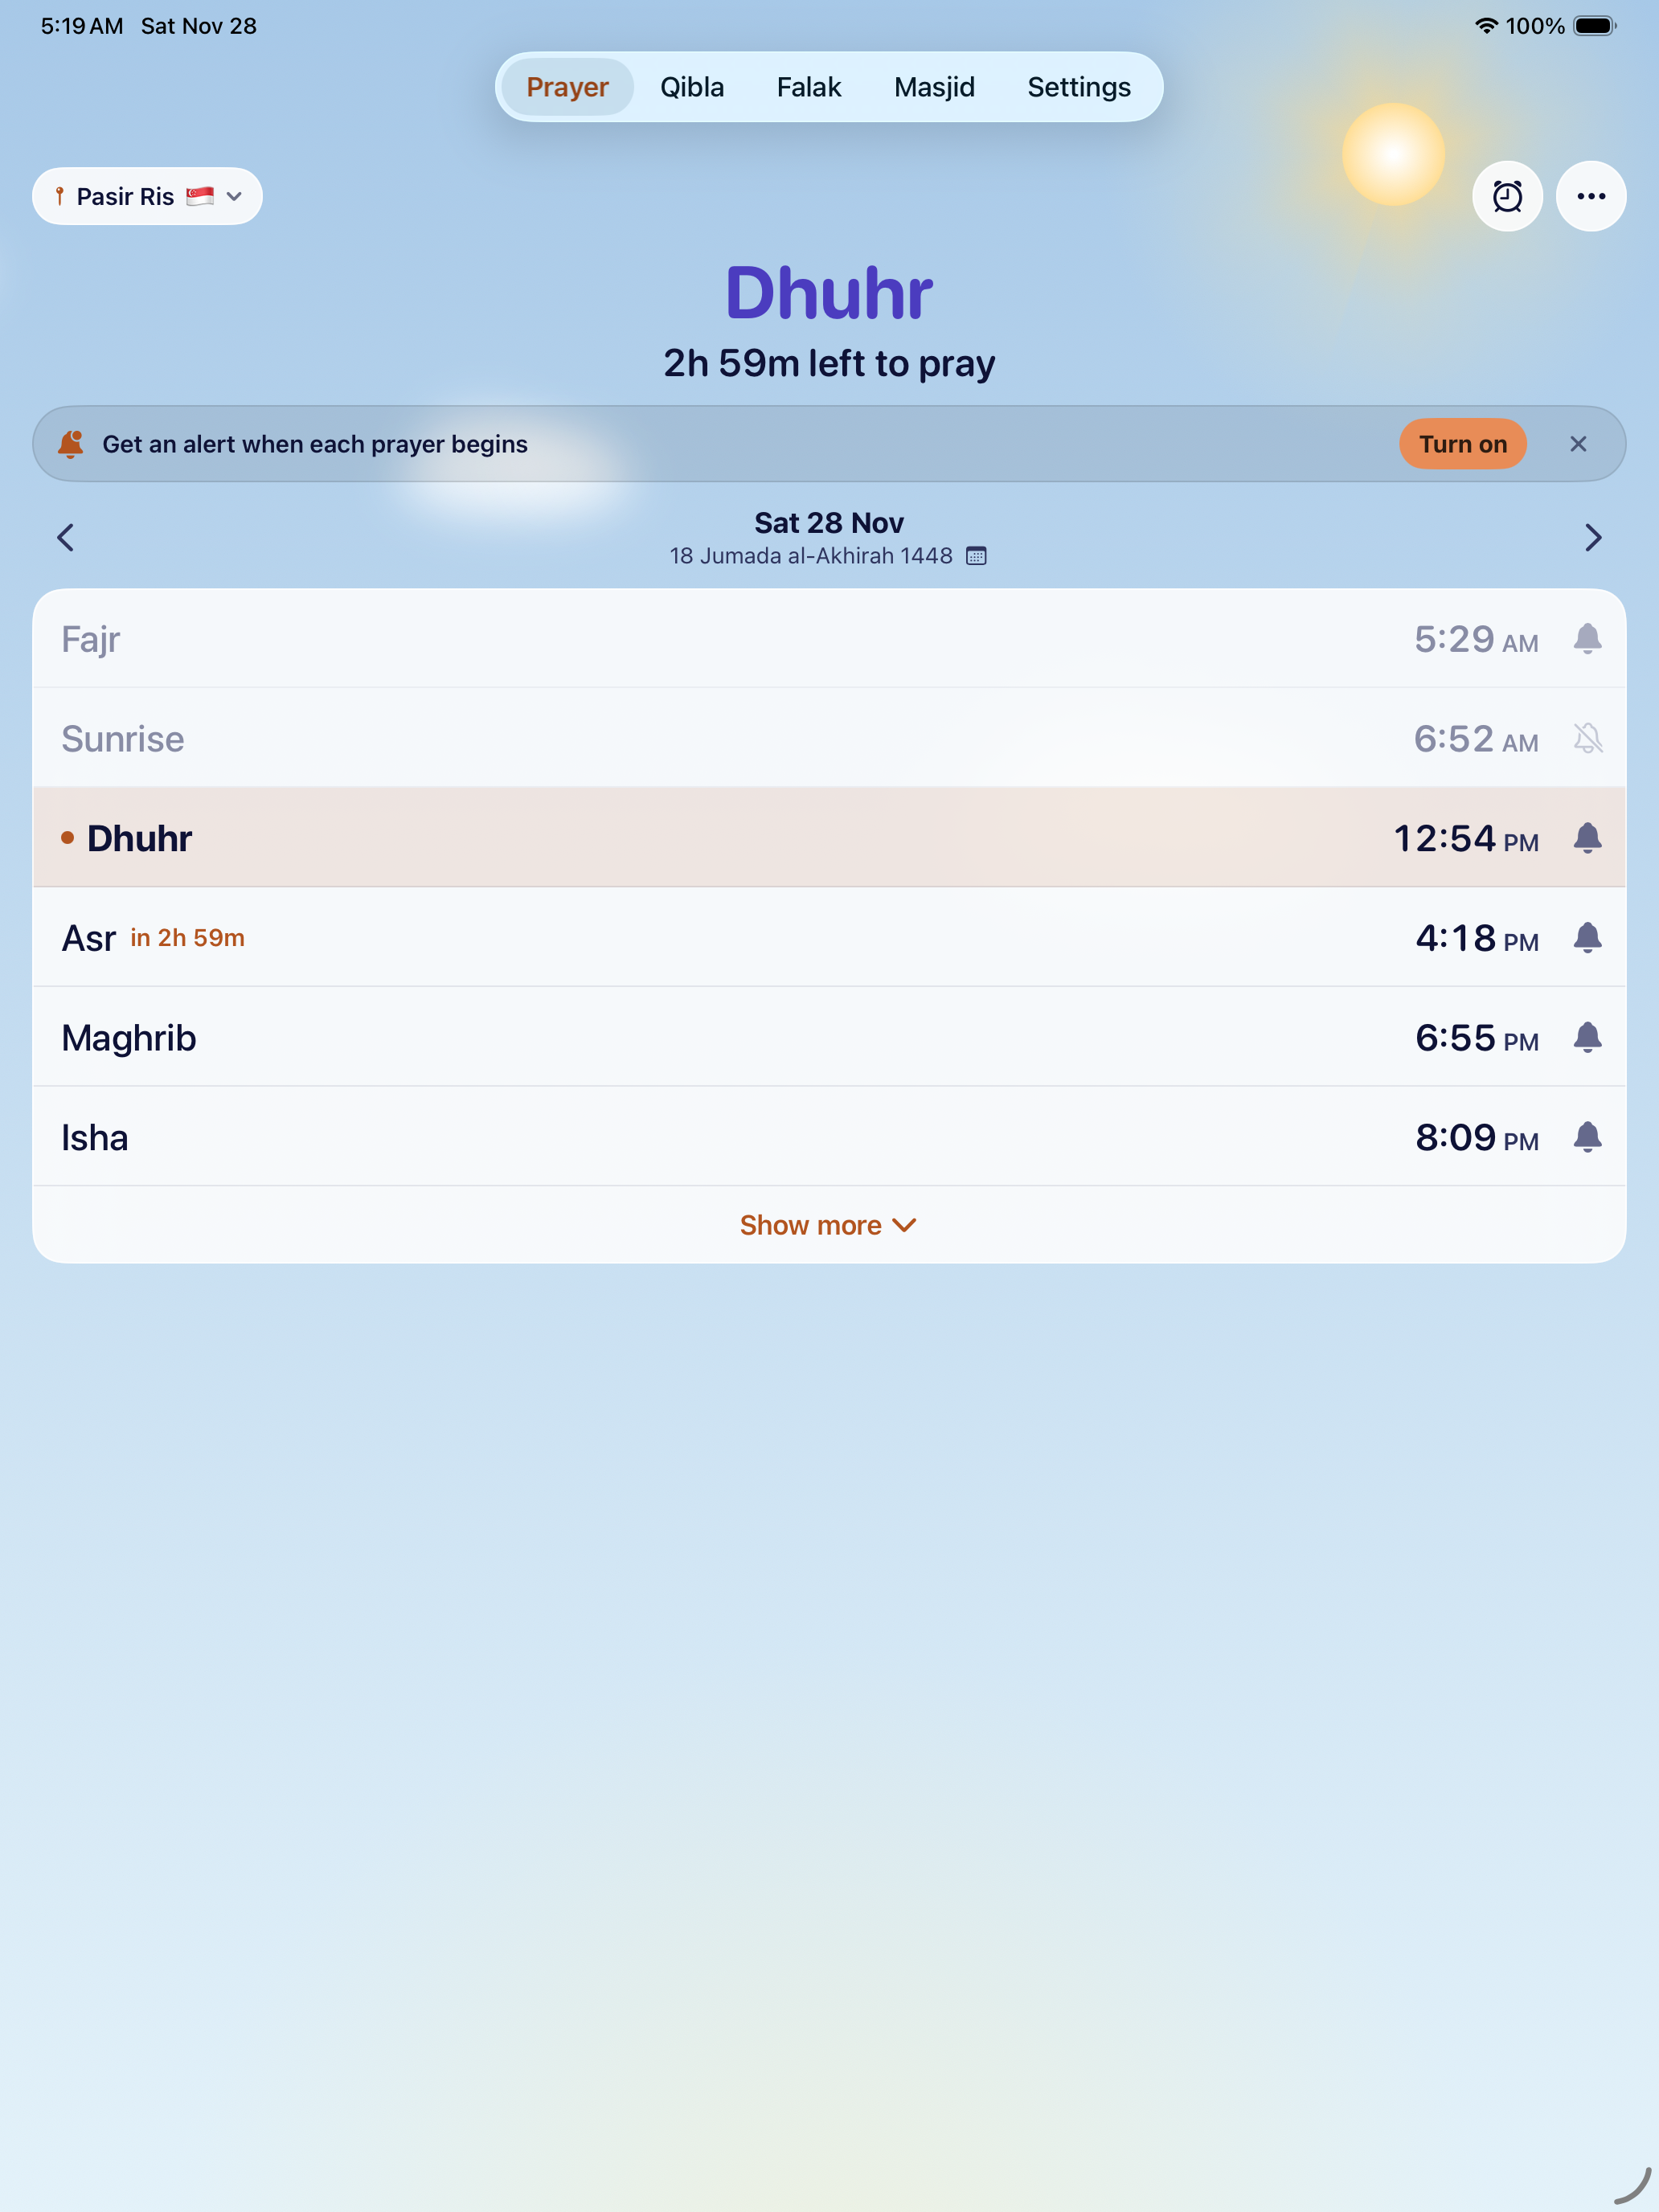 5:19 AM Sat Nov 28 100%
Prayer Qibla Falak Masjid Settings
Pasir Ris 🇸🇬
Dhuhr
2h 59m left to pray
Get an alert when each prayer begins Turn on
Sat 28 Nov
18 Jumada al-Akhirah 1448
Fajr 5:29 AM
Sunrise 6:52 AM
Dhuhr 12:54 PM
Asr in 2h 59m 4:18 PM
Maghrib 6:55 PM
Isha 8:09 PM
Show more